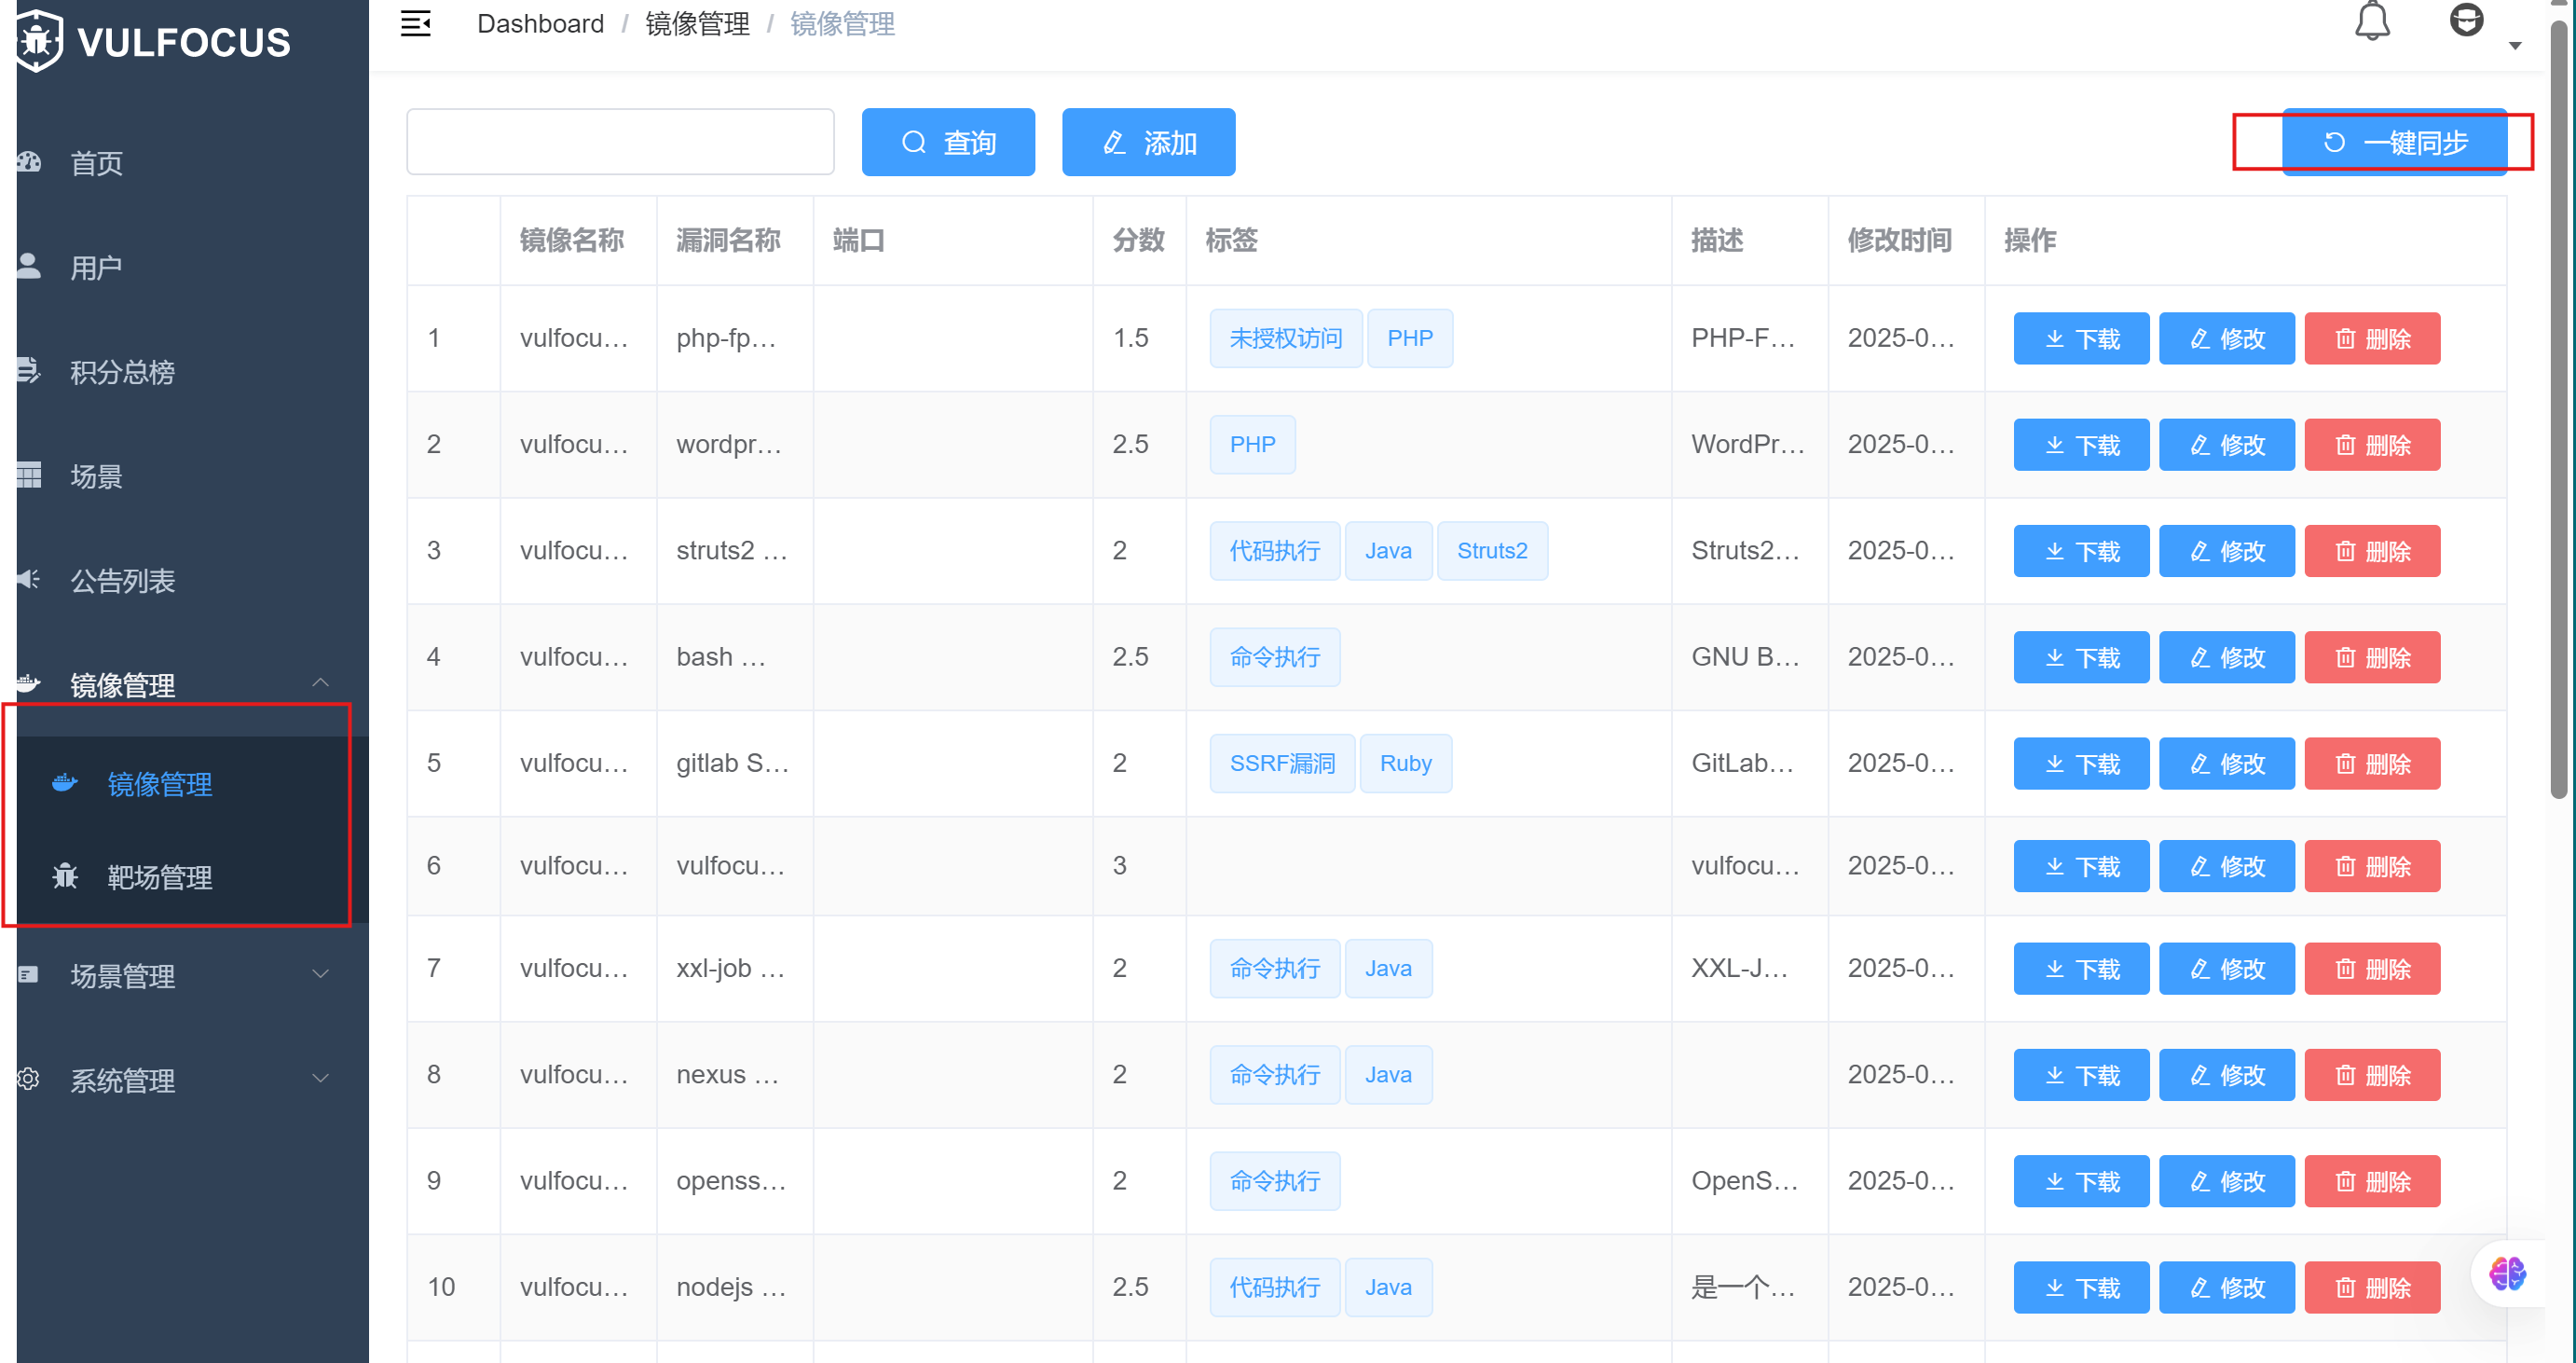 VULFOCUS
首页
用户
积分总榜
场景
公告列表
镜像管理
镜像管理
靶场管理
场景管理
系统管理
Dashboard / 镜像管理 / 镜像管理
查询 添加 一键同步
镜像名称 漏洞名称 端口 分数 标签 描述 修改时间 操作
1 vulfocu... php-fp... 1.5 未授权访问 PHP PHP-F... 2025-0... 下载 修改 删除
2 vulfocu... wordpr... 2.5 PHP WordPr... 2025-0... 下载 修改 删除
3 vulfocu... struts2 ... 2 代码执行 Java Struts2 Struts2... 2025-0... 下载 修改 删除
4 vulfocu... bash ... 2.5 命令执行 GNU B... 2025-0... 下载 修改 删除
5 vulfocu... gitlab S... 2 SSRF漏洞 Ruby GitLab... 2025-0... 下载 修改 删除
6 vulfocu... vulfocu... 3 vulfocu... 2025-0... 下载 修改 删除
7 vulfocu... xxl-job ... 2 命令执行 Java XXL-J... 2025-0... 下载 修改 删除
8 vulfocu... nexus ... 2 命令执行 Java 2025-0... 下载 修改 删除
9 vulfocu... openss... 2 命令执行 OpenS... 2025-0... 下载 修改 删除
10 vulfocu... nodejs ... 2.5 代码执行 Java 是一个... 2025-0... 下载 修改 删除